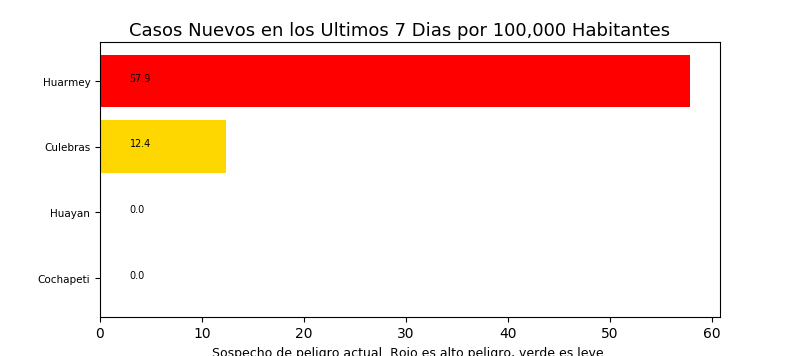 Casos Nuevos en los Ultimos 7 Dias por 100,000 Habitantes
Huarmey 57.9
Culebras 12.4
Huayan 0.0
Cochapeti 0.0
0 10 20 30 40 50 60
Sospecho de peligro actual. Rojo es alto peligro, verde es leve